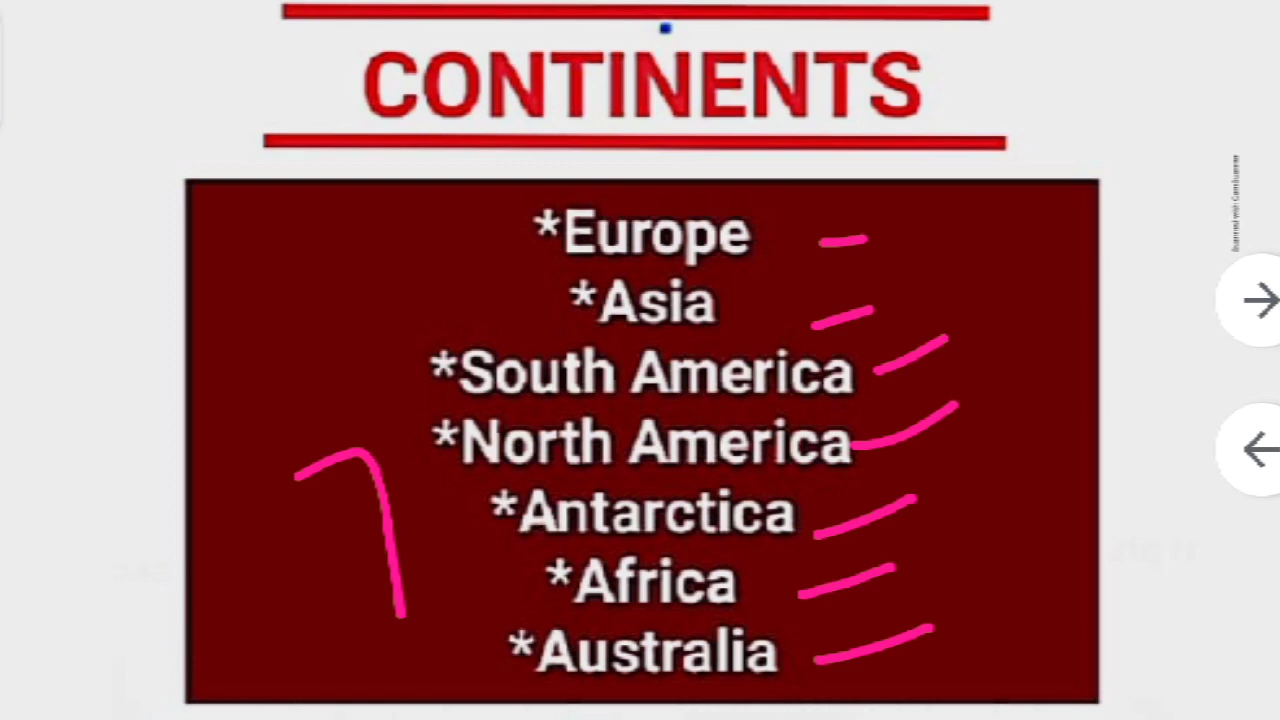 CONTINENTS
*Europe
*Asia
*South America
*North America
*Antarctica
*Africa
*Australia
7